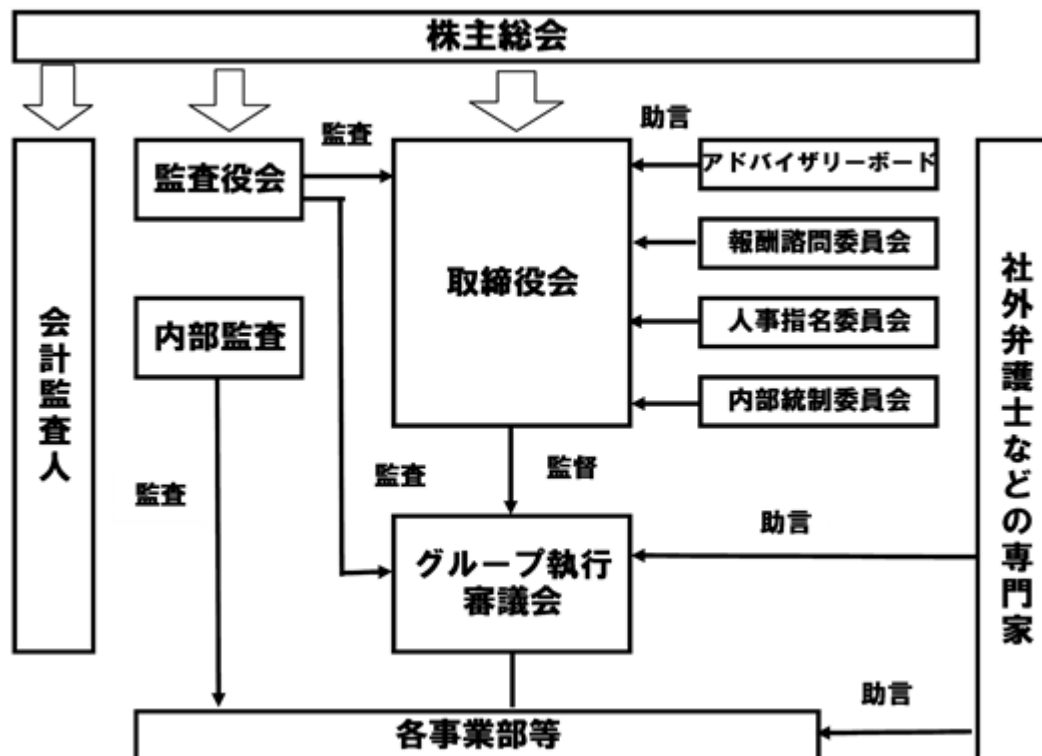 株主総会
監査
助言
監査役会
アドバイザリーボード
報酬諮問委員会
取締役会
人事指名委員会
内部監査
内部統制委員会
会計監査人
社外弁護士などの専門家
監査
監査
監督
助言
グループ執行
審議会
助言
各事業部等